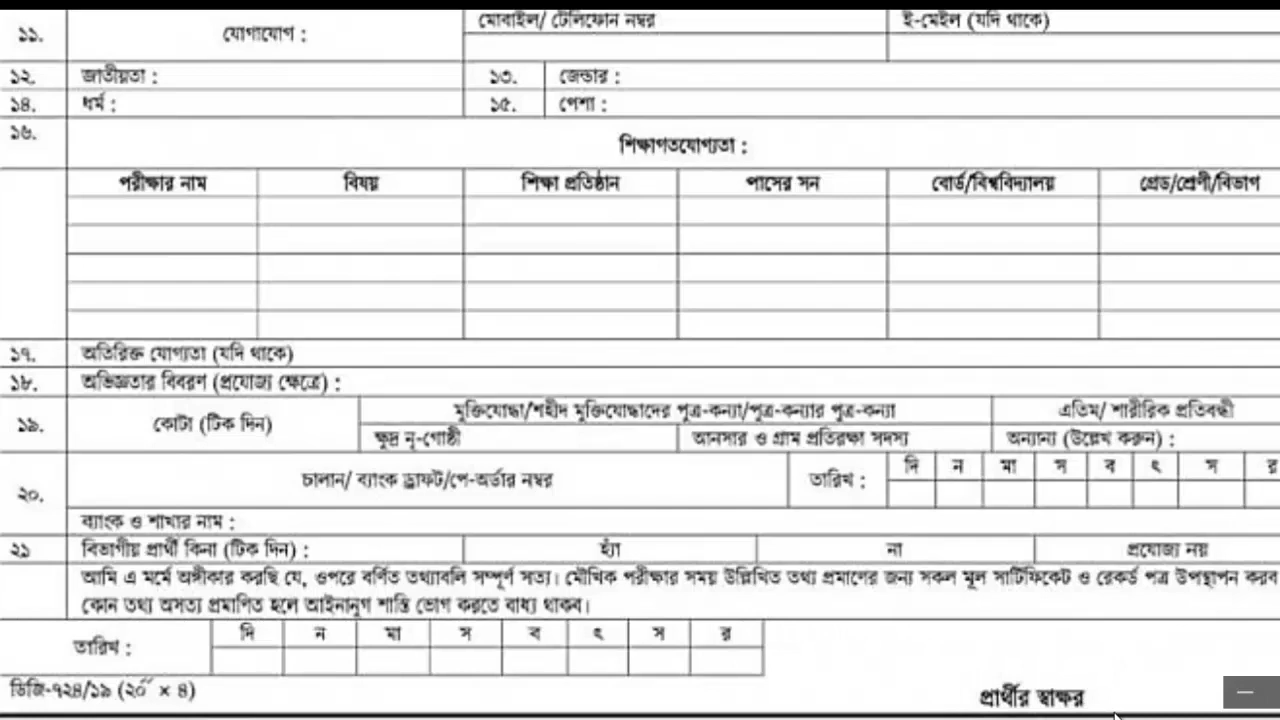 ১১. যোগাযোগ : মোবাইল/ টেলিফোন নম্বর ই-মেইল (যদি থাকে)
১২. জাতীয়তা : ১৩. জেন্ডার :
১৪. ধর্ম : ১৫. পেশা :
১৬. শিক্ষাগতযোগ্যতা :
পরীক্ষার নাম বিষয় শিক্ষা প্রতিষ্ঠান পাসের সন বোর্ড/বিশ্ববিদ্যালয় গ্রেড/শ্রেণী/বিভাগ
১৭. অতিরিক্ত যোগ্যতা (যদি থাকে)
১৮. অভিজ্ঞতার বিবরণ (প্রযোজ্য ক্ষেত্রে) :
১৯. কোটা (টিক দিন) মুক্তিযোদ্ধা/শহীদ মুক্তিযোদ্ধাদের পুত্র-কন্যা/পুত্র-কন্যার পুত্র-কন্যা এতিম/ শারীরিক প্রতিবন্ধী
ক্ষুদ্র নৃ-গোষ্ঠী আনসার ও গ্রাম প্রতিরক্ষা সদস্য অন্যান্য (উল্লেখ করুন) :
২০. চালান/ ব্যাংক ড্রাফট/পে-অর্ডার নম্বর তারিখ : দি ন মা স ব ৎ স র
ব্যাংক ও শাখার নাম :
২১ বিভাগীয় প্রার্থী কিনা (টিক দিন) : হ্যাঁ না প্রযোজ্য নয়
আমি এ মর্মে অঙ্গীকার করছি যে, ওপরে বর্ণিত তথ্যাবলি সম্পূর্ণ সত্য। মৌখিক পরীক্ষার সময় উল্লিখিত তথ্য প্রমাণের জন্য সকল মূল সার্টিফিকেট ও রেকর্ড পত্র উপস্থাপন করব
কোন তথ্য অসত্য প্রমাণিত হলে আইনানুগ শাস্তি ভোগ করতে বাধ্য থাকব।
তারিখ : দি ন মা স ব ৎ স র
ডিজি-৭২৪/১৯ (২০˝ × ৪)
প্রার্থীর স্বাক্ষর